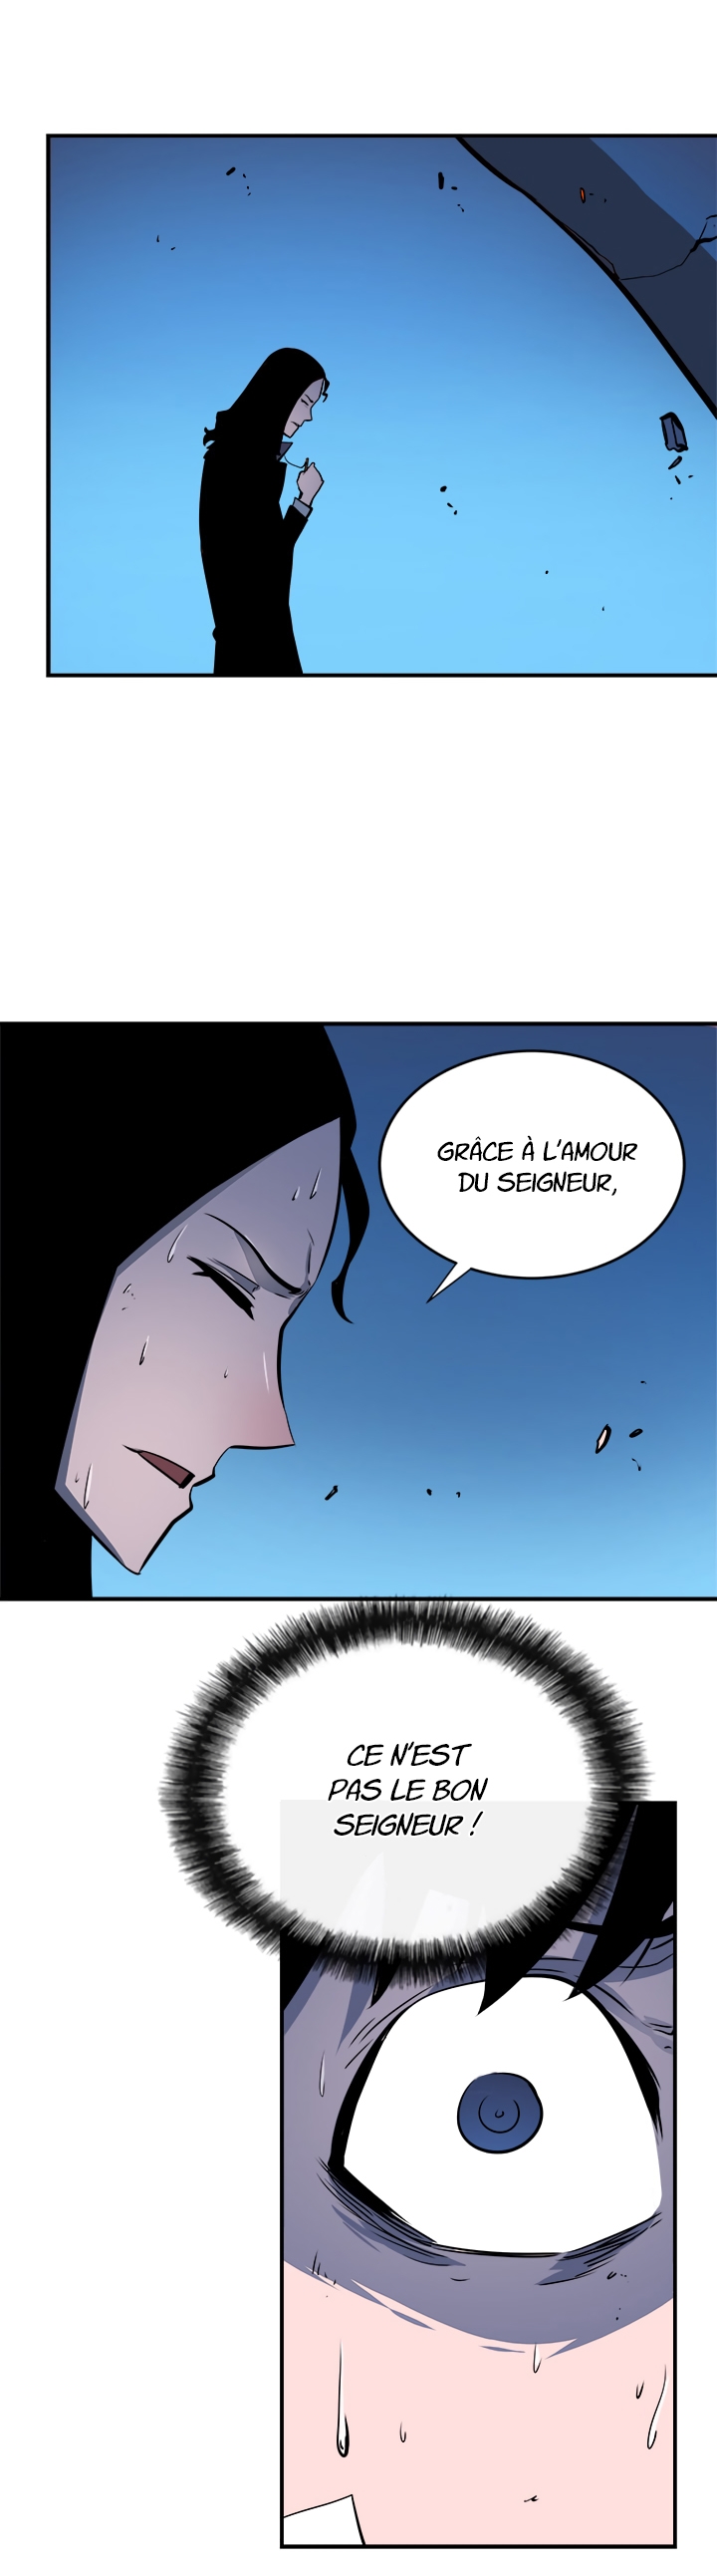 GRÂCE À L'AMOUR
DU SEIGNEUR,
CE N'EST
PAS LE BON
SEIGNEUR !